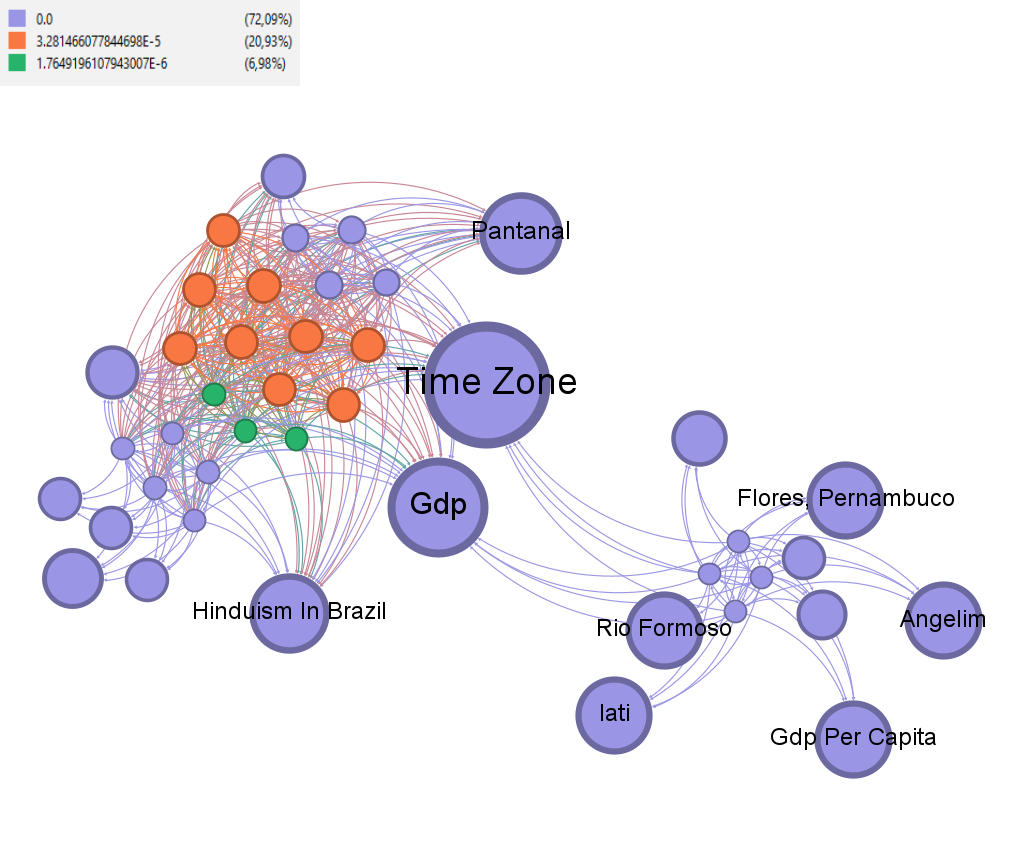 0.0 (72,09%)
3.281466077844698E-5 (20,93%)
1.7649196107943007E-6 (6,98%)
Pantanal
Time Zone
Gdp
Flores, Pernambuco
Hinduism In Brazil
Rio Formoso
Angelim
Iati
Gdp Per Capita